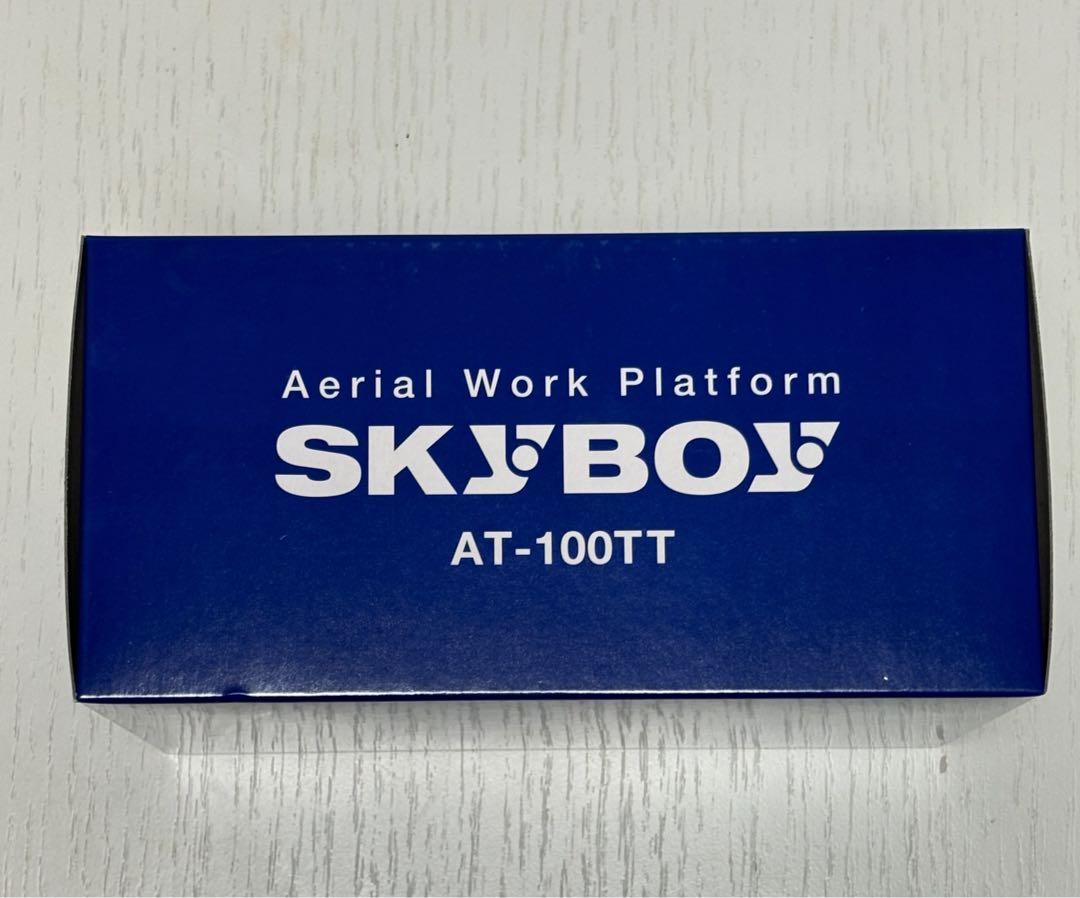 Aerial Work Platform
SKYBOY
AT-100TT